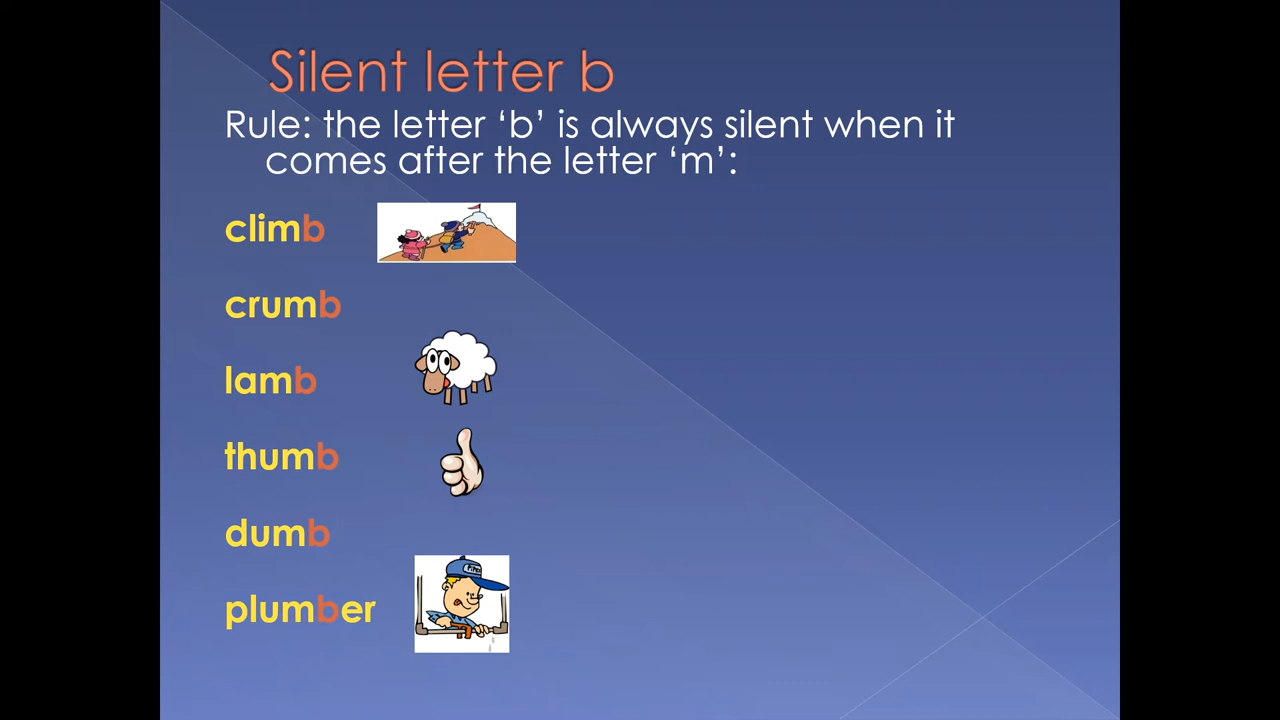 Silent letter b
Rule: the letter ‘b’ is always silent when it
comes after the letter ‘m’:
climb
crumb
lamb
thumb
dumb
plumber